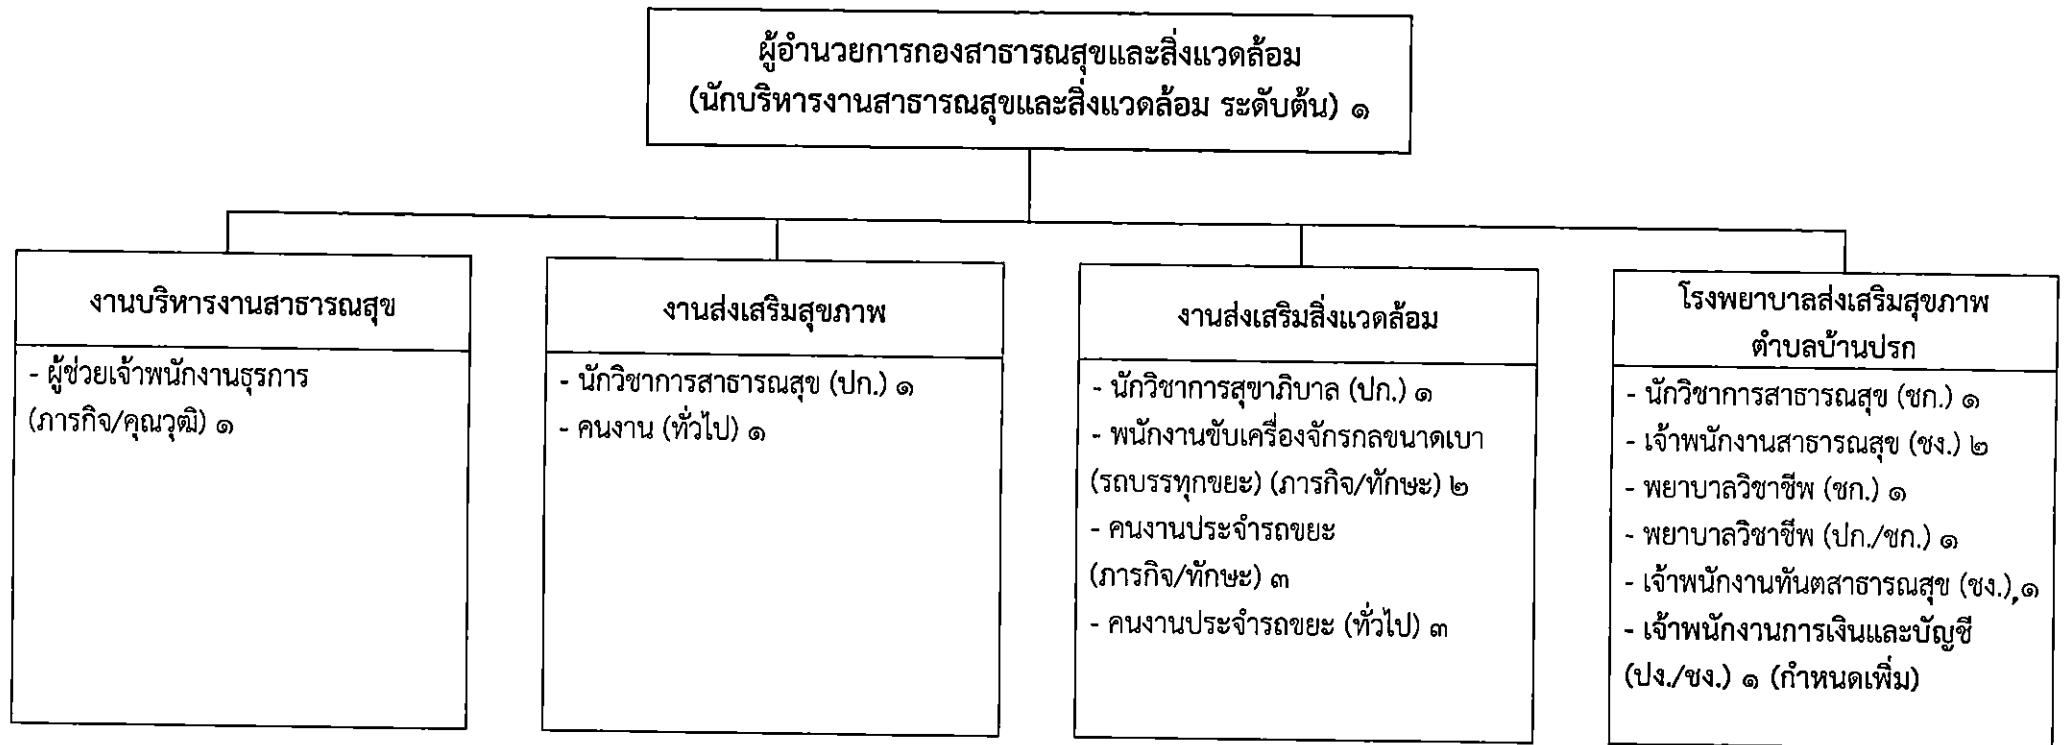 ผู้อำนวยการกองสาธารณสุขและสิ่งแวดล้อม
(นักบริหารงานสาธารณสุขและสิ่งแวดล้อม ระดับต้น) ๑
งานบริหารงานสาธารณสุข
- ผู้ช่วยเจ้าพนักงานธุรการ
(ภารกิจ/คุณวุฒิ) ๑
งานส่งเสริมสุขภาพ
- นักวิชาการสาธารณสุข (ปก.) ๑
- คนงาน (ทั่วไป) ๑
งานส่งเสริมสิ่งแวดล้อม
- นักวิชาการสุขาภิบาล (ปก.) ๑
- พนักงานขับเครื่องจักรกลขนาดเบา
(รถบรรทุกขยะ) (ภารกิจ/ทักษะ) ๒
- คนงานประจำรถขยะ
(ภารกิจ/ทักษะ) ๓
- คนงานประจำรถขยะ (ทั่วไป) ๓
โรงพยาบาลส่งเสริมสุขภาพ
ตำบลบ้านปรก
- นักวิชาการสาธารณสุข (ชก.) ๑
- เจ้าพนักงานสาธารณสุข (ชง.) ๒
- พยาบาลวิชาชีพ (ชก.) ๑
- พยาบาลวิชาชีพ (ปก./ชก.) ๑
- เจ้าพนักงานทันตสาธารณสุข (ชง.),๑
- เจ้าพนักงานการเงินและบัญชี
(ปง./ชง.) ๑ (กำหนดเพิ่ม)